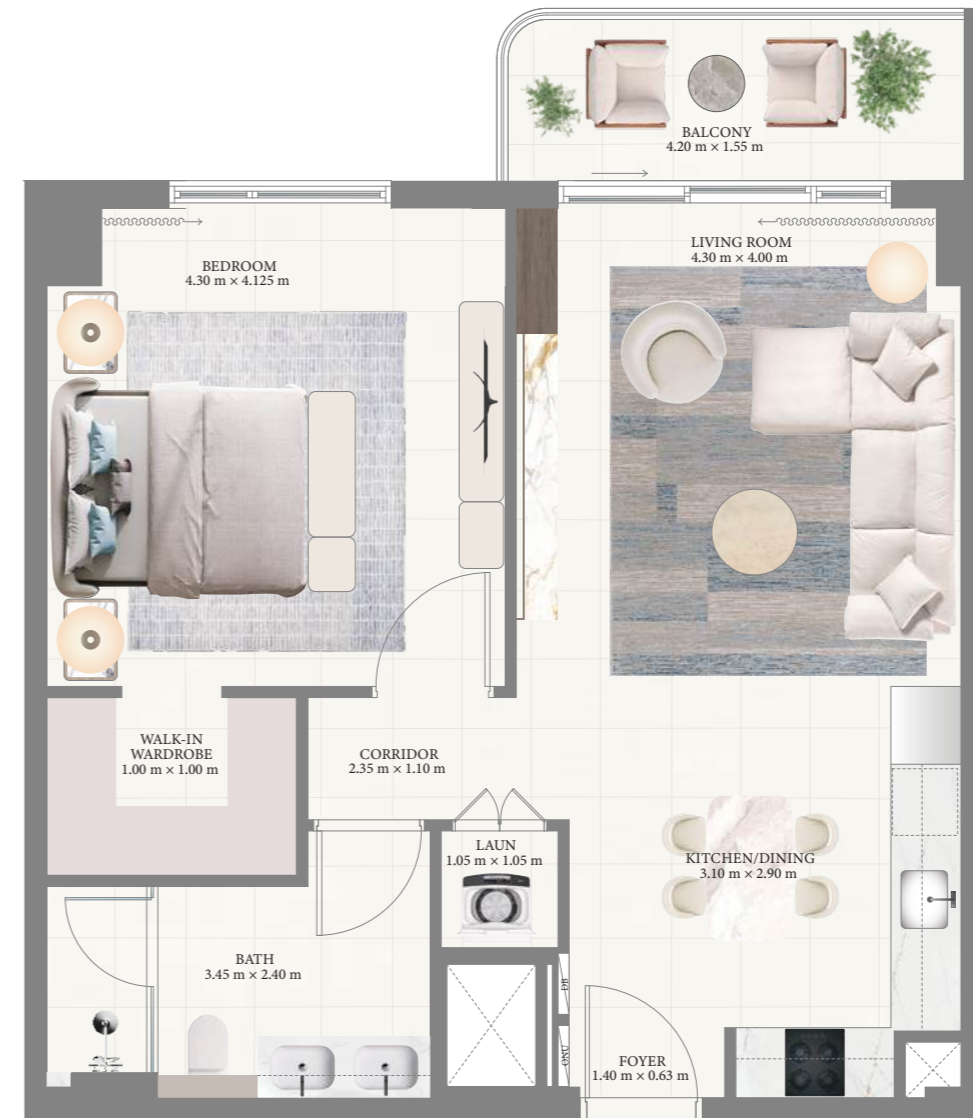 BALCONY
4.20 m × 1.55 m
LIVING ROOM
4.30 m × 4.00 m
BEDROOM
4.30 m × 4.125 m
WALK-IN
WARDROBE
1.00 m × 1.00 m
CORRIDOR
2.35 m × 1.10 m
LAUN
1.05 m × 1.05 m
KITCHEN/DINING
3.10 m × 2.90 m
BATH
3.45 m × 2.40 m
DB
ONU
FOYER
1.40 m × 0.63 m